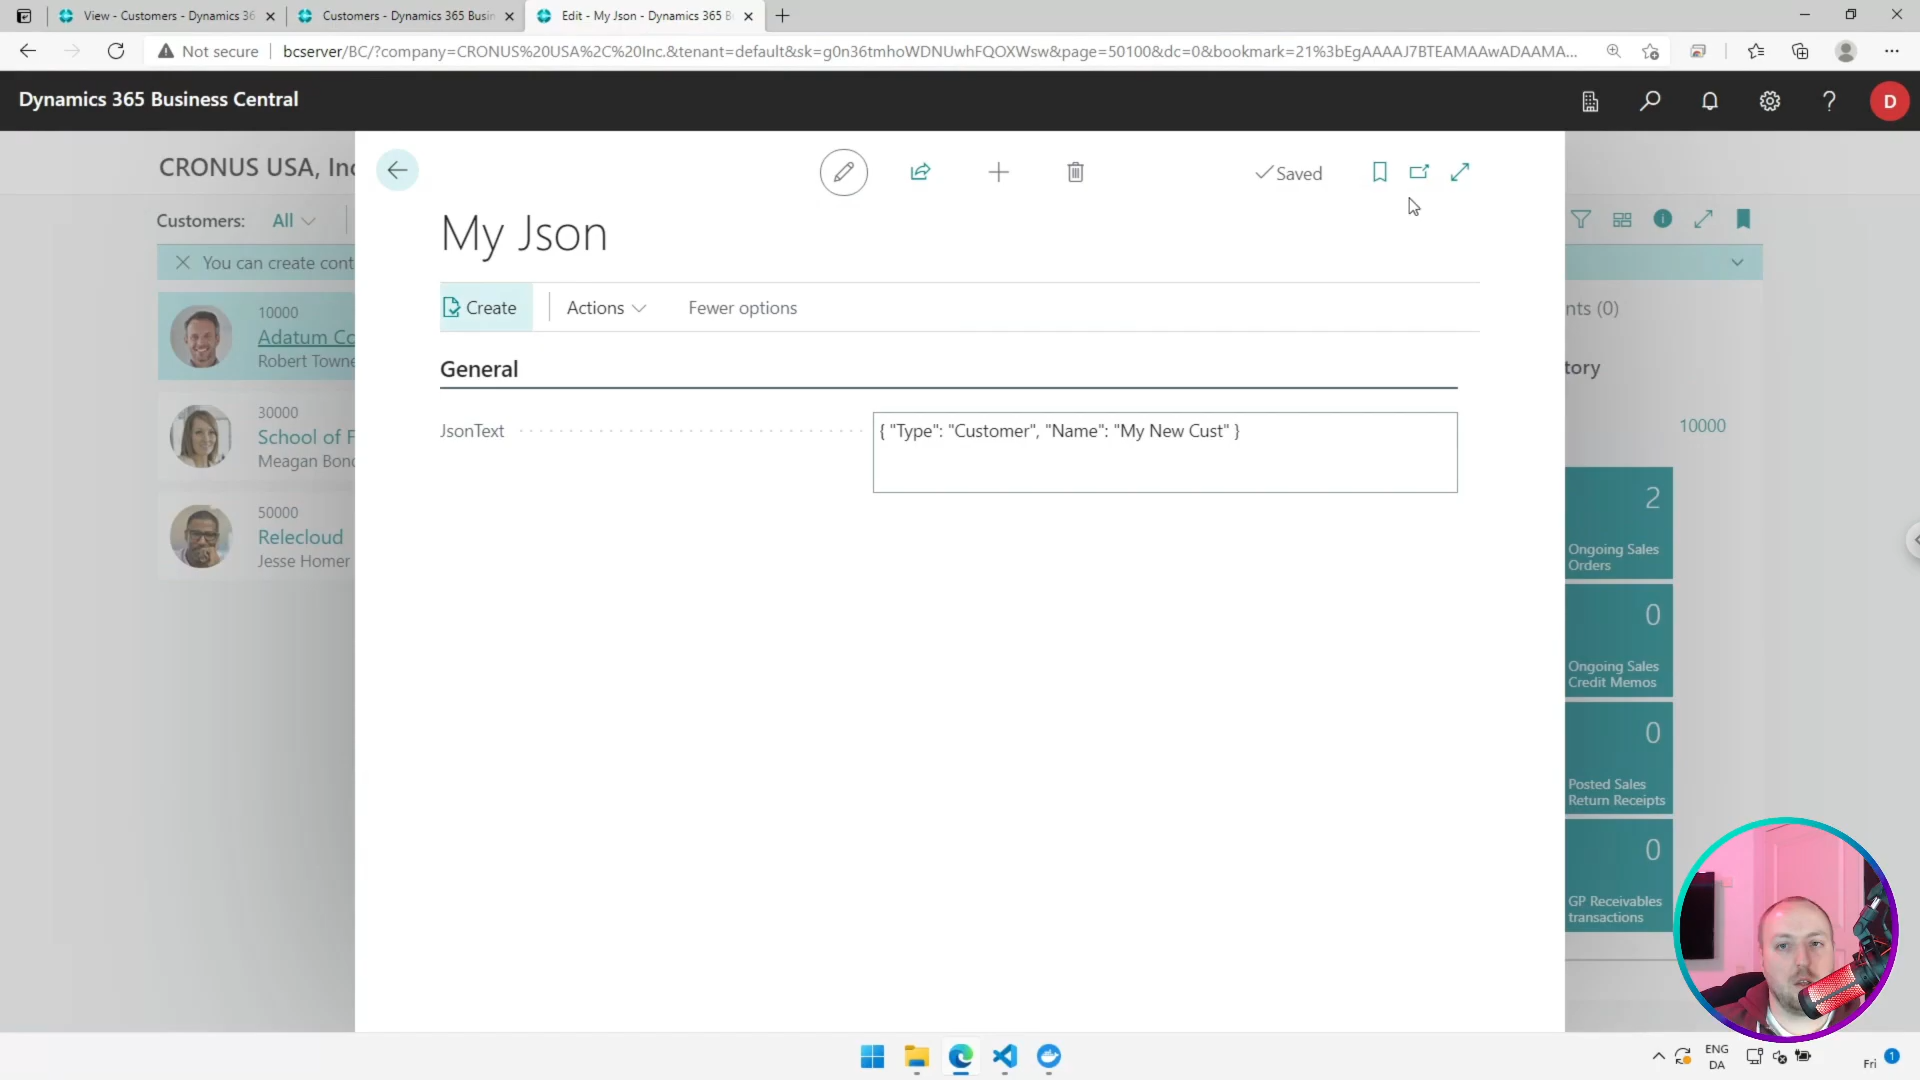 View - Customers - Dynamics 36
Customers - Dynamics 365 Busin
Edit - My Json - Dynamics 365 B
Not secure
bcserver/BC/?company=CRONUS%20USA%2C%20Inc.&tenant=default&sk=g0n36tmhoWDNUwhFQOXWsw&page=50100&dc=0&bookmark=21%3bEgAAAAJ7BTEAMAAwADAAMA...
Dynamics 365 Business Central
?
D
CRONUS USA, Inc
Saved
Customers: All
My Json
You can create cont
Create
Actions
Fewer options
10000
Adatum Co
Robert Towne
nts (0)
General
tory
30000
School of F
Meagan Bond
JsonText
{ "Type": "Customer", "Name": "My New Cust" }
10000
50000
Relecloud
Jesse Homer
2
Ongoing Sales
Orders
0
Ongoing Sales
Credit Memos
0
Posted Sales
Return Receipts
0
GP Receivables
transactions
ENG
DA
Fri
1